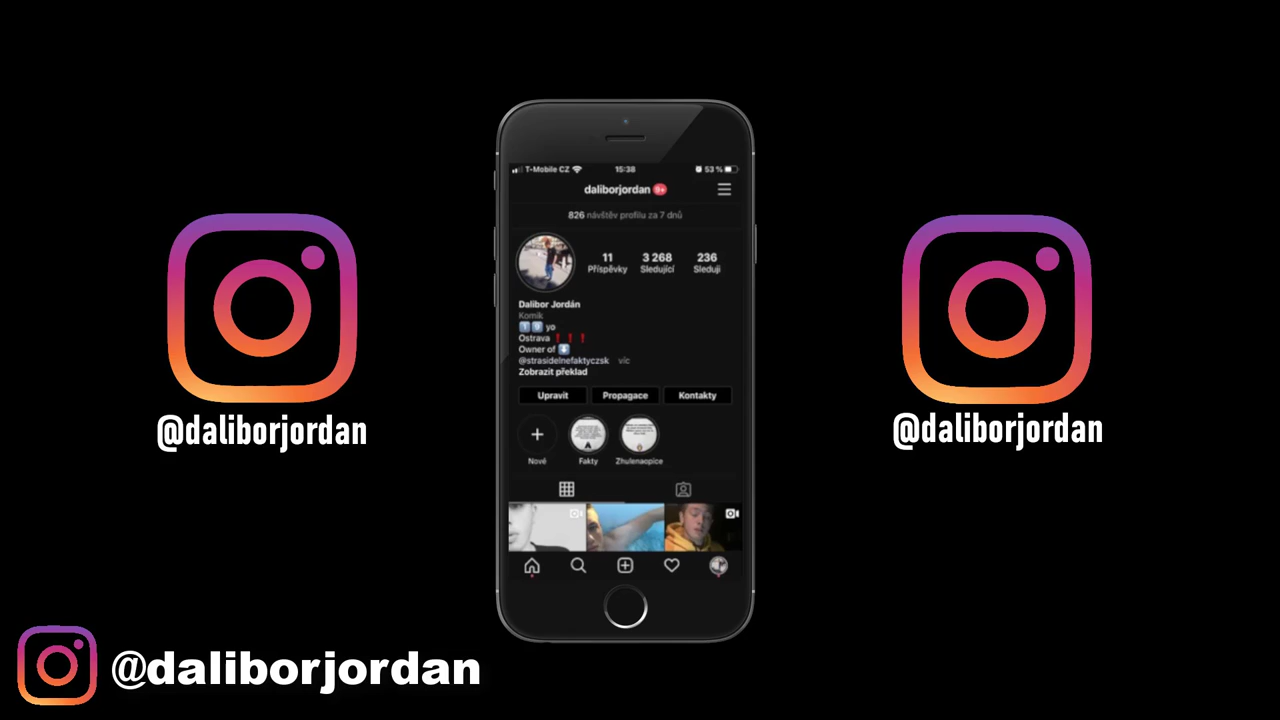 T-Mobile CZ 15:38 53 %
daliborjordan 9+
826 návštěv profilu za 7 dnů
11 3 268 236
Příspěvky Sledující Sleduji
Dalibor Jordán
Komik
19 yo
Ostrava❗❗❗
Owner of ⬇️
@strasidelnefaktyczsk víc
Zobrazit překlad
Upravit Propagace Kontakty
Nové Fakty Zhulenaopice
@daliborjordan
@daliborjordan
@daliborjordan